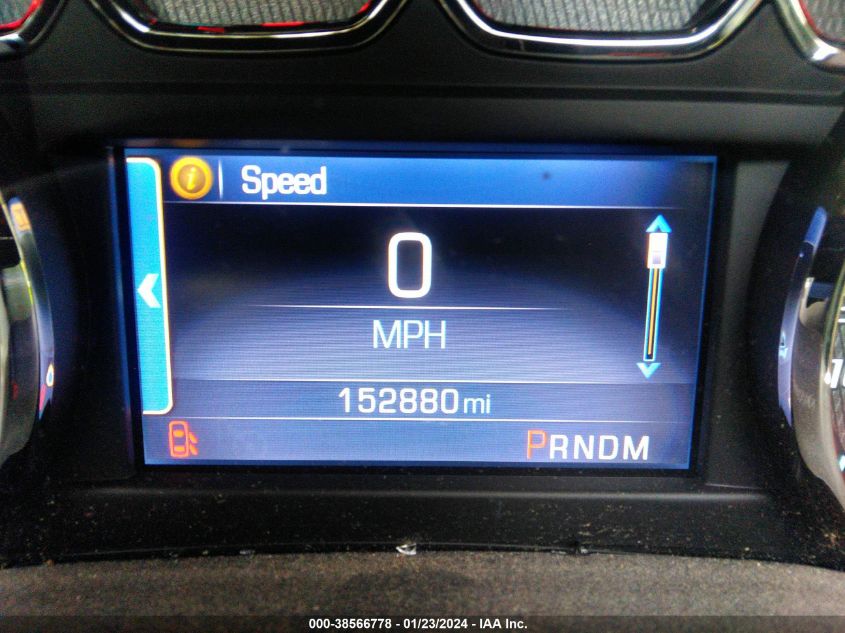 i Speed
0
MPH
152880 mi
PRNDM
000-38566778 - 01/23/2024 - IAA Inc.